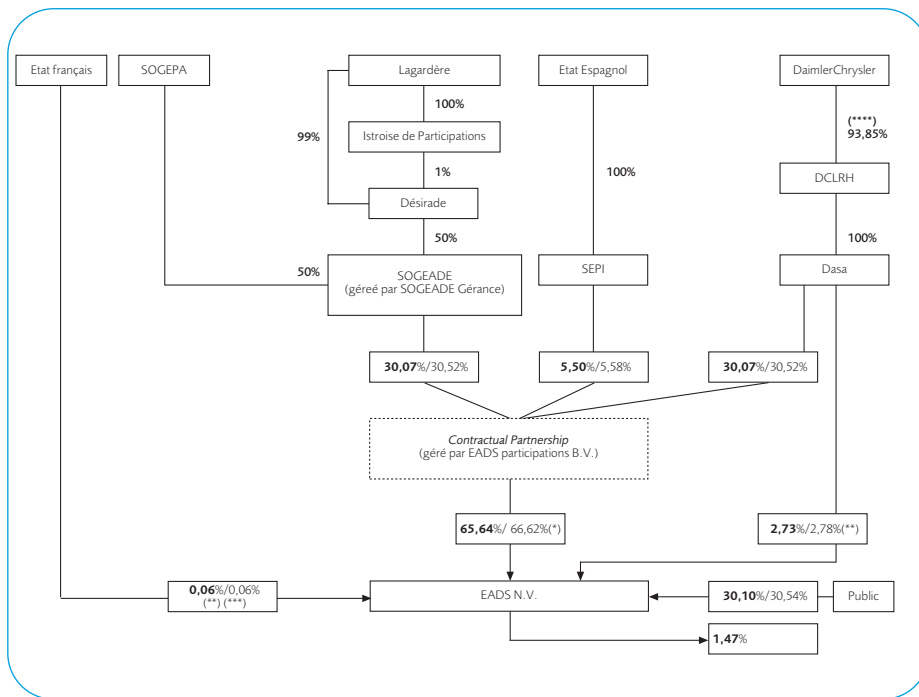 Etat français
SOGEPA
Lagardère
Etat Espagnol
DaimlerChrysler
100%
(****)
93,85%
99%
Istroise de Participations
1%
100%
DCLRH
Désirade
50%
100%
50%
SOGEADE
(géreé par SOGEADE Gérance)
SEPI
Dasa
30,07%/30,52%
5,50%/5,58%
30,07%/30,52%
Contractual Partnership
(géré par EADS participations B.V.)
65,64%/ 66,62%(*)
2,73%/2,78%(**)
0,06%/0,06%
(**) (***)
EADS N.V.
30,10%/30,54%
Public
1,47%